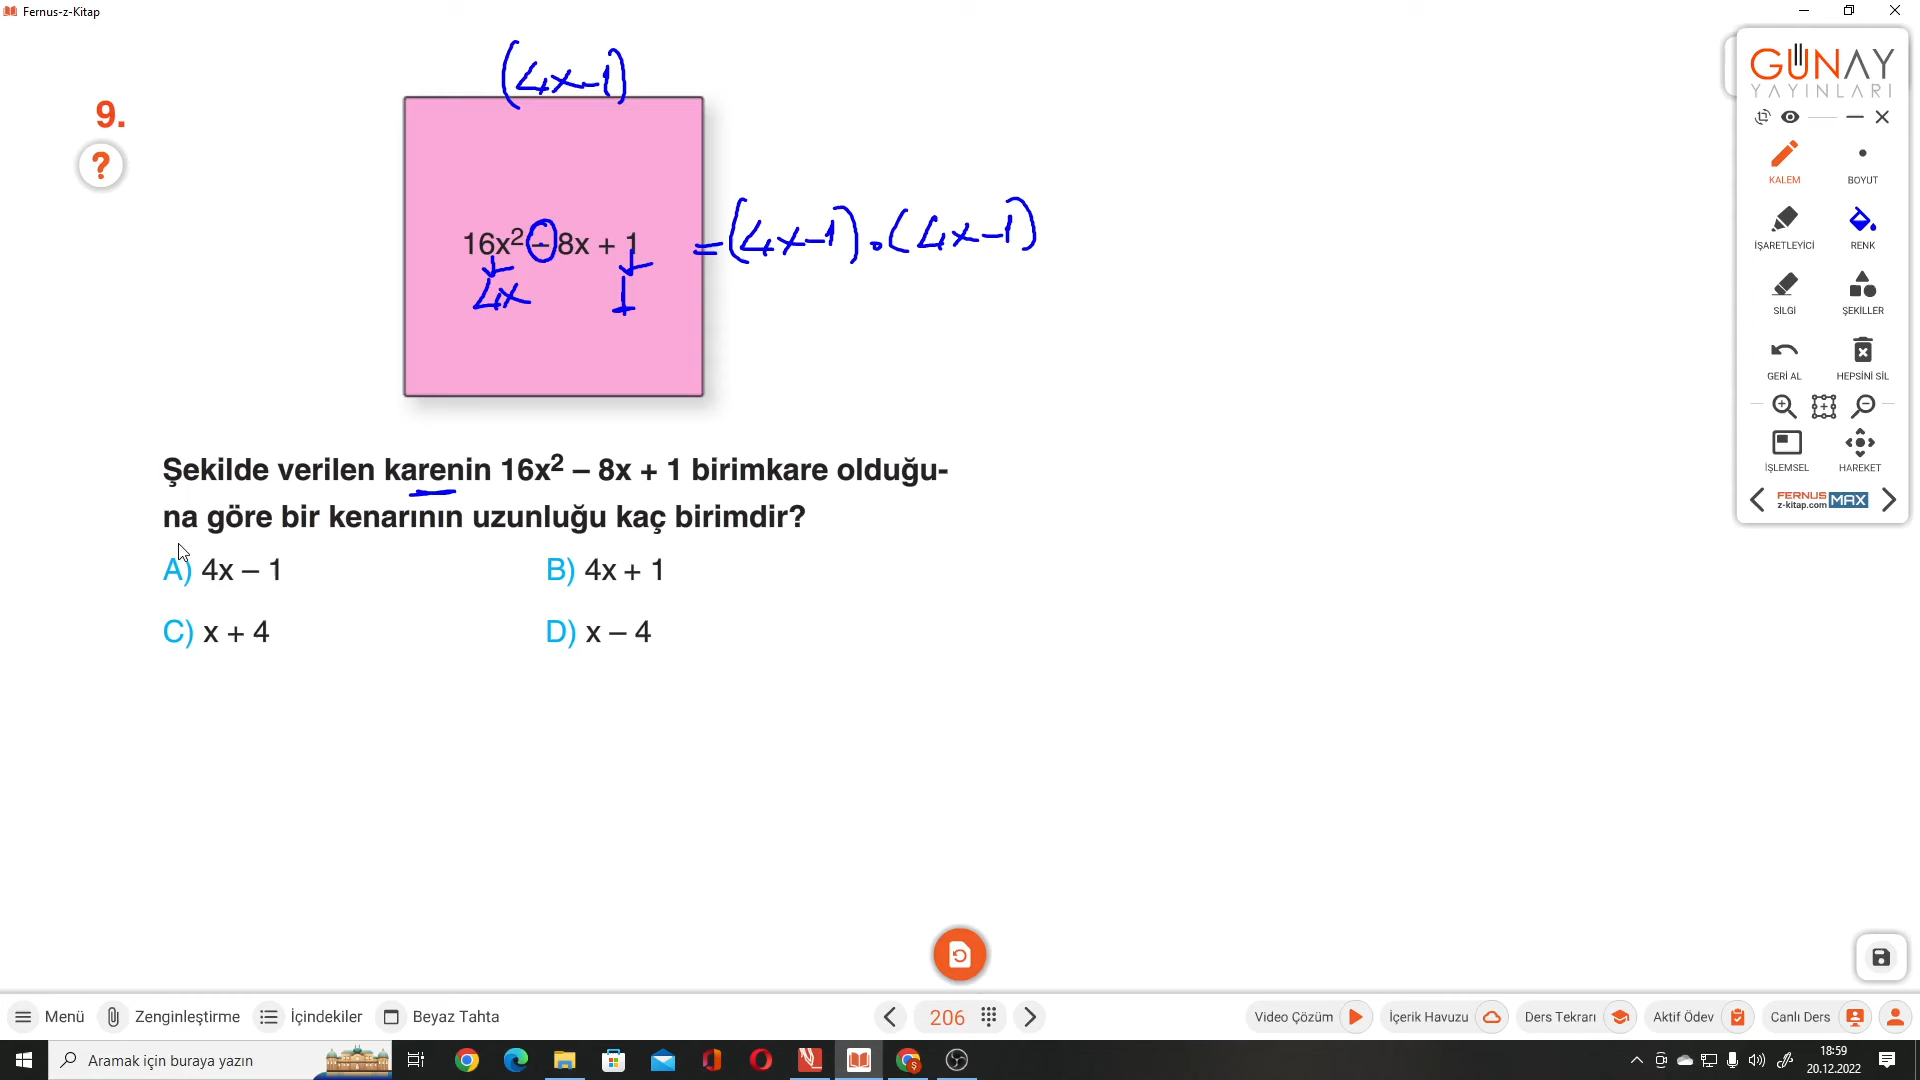 Fernus-z-Kitap
(4x-1)
9.
?
16x² – 8x + 1 = (4x-1).(4x-1)
4x 1
Şekilde verilen karenin 16x² – 8x + 1 birimkare olduğu-
na göre bir kenarının uzunluğu kaç birimdir?
A) 4x – 1 B) 4x + 1
C) x + 4 D) x – 4
GÜNAY
YAYINLARI
KALEM BOYUT
İŞARETLEYİCİ RENK
SİLGİ ŞEKİLLER
GERİ AL HEPSİNİ SİL
İŞLEMSEL HAREKET
FERNUS MAX
z-kitap.com
Menü Zenginleştirme İçindekiler Beyaz Tahta 206 Video Çözüm İçerik Havuzu Ders Tekrarı Aktif Ödev Canlı Ders
Aramak için buraya yazın
18:59
20.12.2022